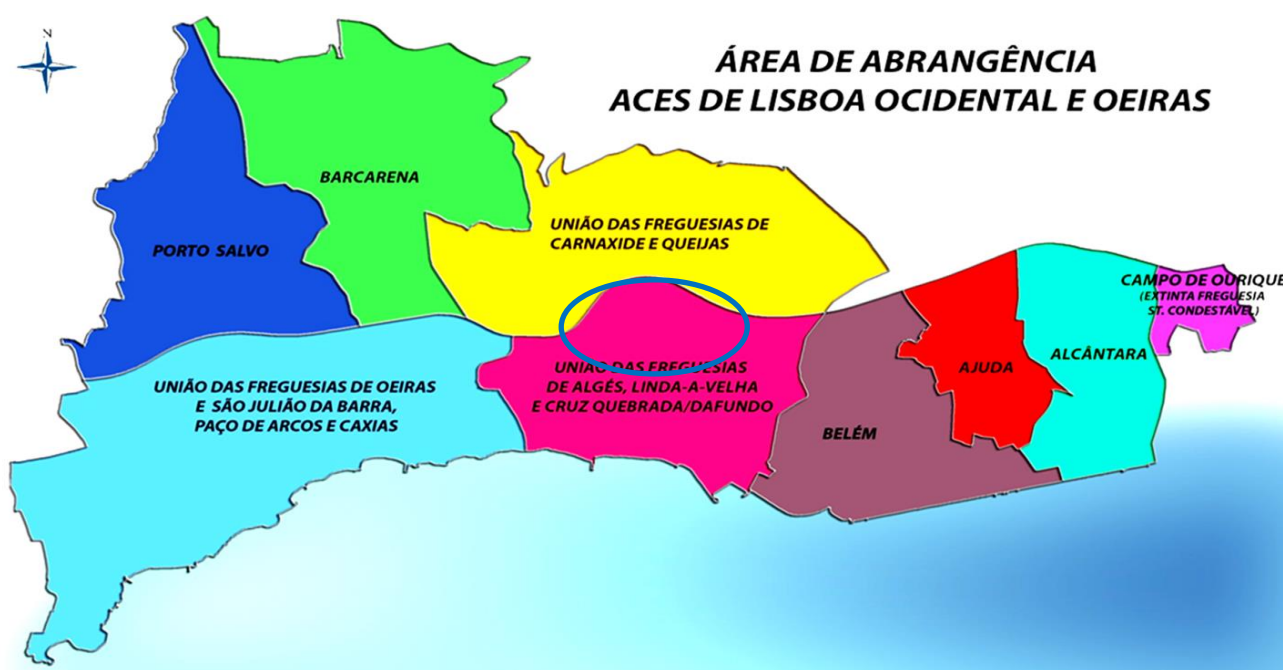 N
ÁREA DE ABRANGÊNCIA
ACES DE LISBOA OCIDENTAL E OEIRAS
BARCARENA
PORTO SALVO
UNIÃO DAS FREGUESIAS DE
CARNAXIDE E QUEIJAS
CAMPO DE OURIQUE
(EXTINTA FREGUESIA
ST. CONDESTÁVEL)
UNIÃO DAS FREGUESIAS DE OEIRAS
E SÃO JULIÃO DA BARRA,
PAÇO DE ARCOS E CAXIAS
UNIÃO DAS FREGUESIAS
DE ALGÉS, LINDA-A-VELHA
E CRUZ QUEBRADA/DAFUNDO
BELÉM
AJUDA
ALCÂNTARA